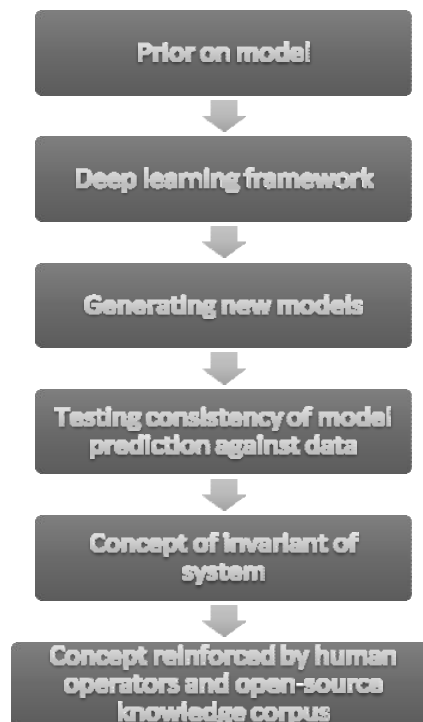 Prior on model
Deep learning framework
Generating new models
Testing consistency of model
prediction against data
Concept of invariant of
system
Concept reinforced by human
operators and open-source
knowledge corpus